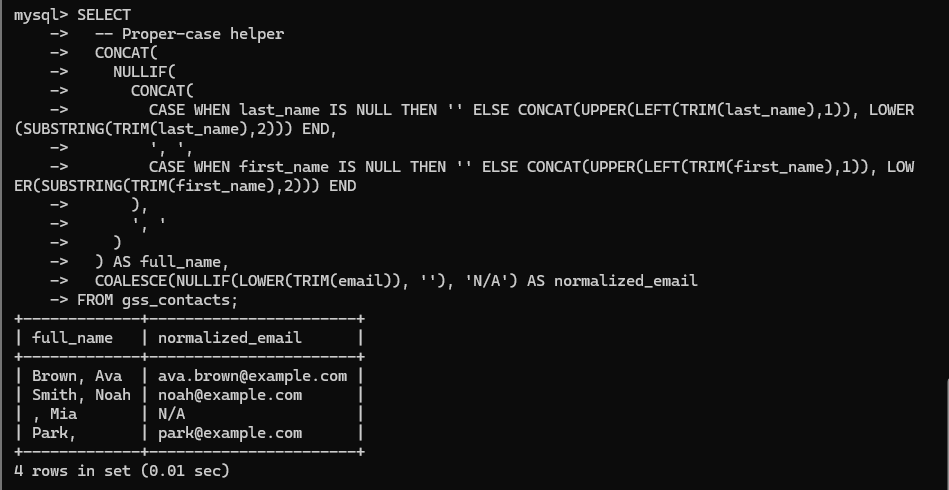 mysql> SELECT
    ->   -- Proper-case helper
    ->   CONCAT(
    ->     NULLIF(
    ->       CONCAT(
    ->         CASE WHEN last_name IS NULL THEN '' ELSE CONCAT(UPPER(LEFT(TRIM(last_name),1)), LOWER
(SUBSTRING(TRIM(last_name),2))) END,
    ->         ', ',
    ->         CASE WHEN first_name IS NULL THEN '' ELSE CONCAT(UPPER(LEFT(TRIM(first_name),1)), LOW
ER(SUBSTRING(TRIM(first_name),2))) END
    ->       ),
    ->       ', '
    ->     )
    ->   ) AS full_name,
    ->   COALESCE(NULLIF(LOWER(TRIM(email)), ''), 'N/A') AS normalized_email
    -> FROM gss_contacts;
+-------------+----------------------+
| full_name   | normalized_email     |
+-------------+----------------------+
| Brown, Ava  | ava.brown@example.com |
| Smith, Noah | noah@example.com      |
| , Mia       | N/A                   |
| Park,       | park@example.com      |
+-------------+----------------------+
4 rows in set (0.01 sec)